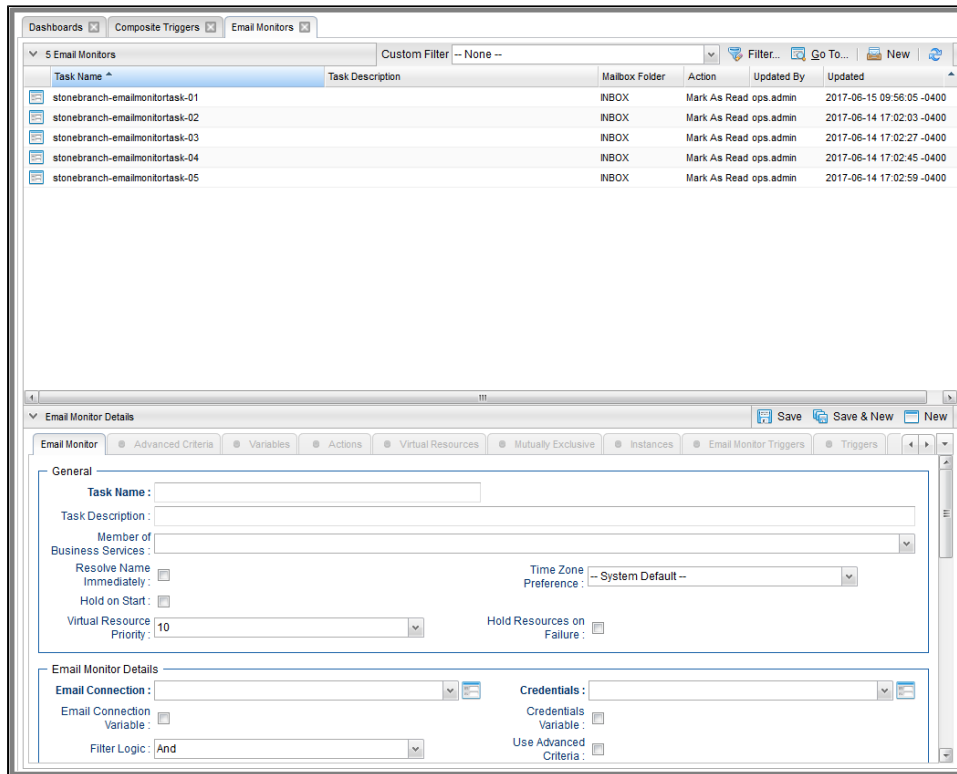 Dashboards Composite Triggers Email Monitors
5 Email Monitors Custom Filter -- None -- Filter... Go To... New
Task Name Task Description Mailbox Folder Action Updated By Updated
stonebranch-emailmonitortask-01 INBOX Mark As Read ops.admin 2017-06-15 09:56:05 -0400
stonebranch-emailmonitortask-02 INBOX Mark As Read ops.admin 2017-06-14 17:02:03 -0400
stonebranch-emailmonitortask-03 INBOX Mark As Read ops.admin 2017-06-14 17:02:27 -0400
stonebranch-emailmonitortask-04 INBOX Mark As Read ops.admin 2017-06-14 17:02:45 -0400
stonebranch-emailmonitortask-05 INBOX Mark As Read ops.admin 2017-06-14 17:02:59 -0400
Email Monitor Details Save Save & New New
Email Monitor Advanced Criteria Variables Actions Virtual Resources Mutually Exclusive Instances Email Monitor Triggers Triggers
General
Task Name :
Task Description :
Member of
Business Services :
Resolve Name
Immediately :
Time Zone
Preference : -- System Default --
Hold on Start :
Virtual Resource
Priority : 10
Hold Resources on
Failure :
Email Monitor Details
Email Connection : Credentials :
Email Connection
Variable :
Credentials
Variable :
Filter Logic : And
Use Advanced
Criteria :